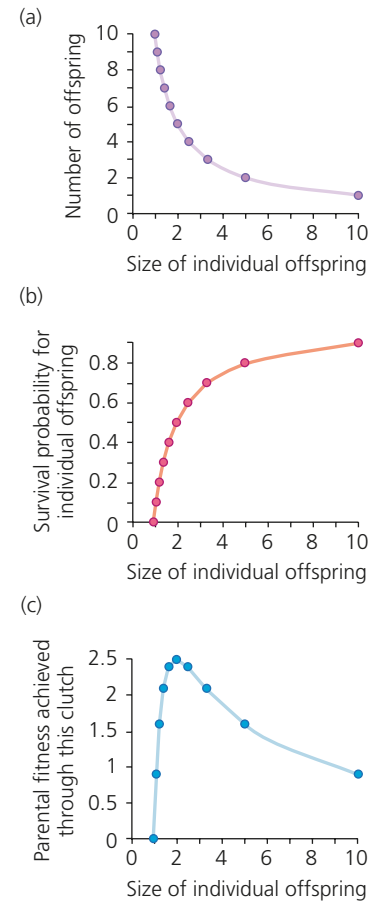 (a)
Number of offspring
10
8
6
4
2
0
0 2 4 6 8 10
Size of individual offspring
(b)
Survival probability for
individual offspring
0.8
0.6
0.4
0.2
0
0 2 4 6 8 10
Size of individual offspring
(c)
Parental fitness achieved
through this clutch
2.5
2
1.5
1
0.5
0
0 2 4 6 8 10
Size of individual offspring